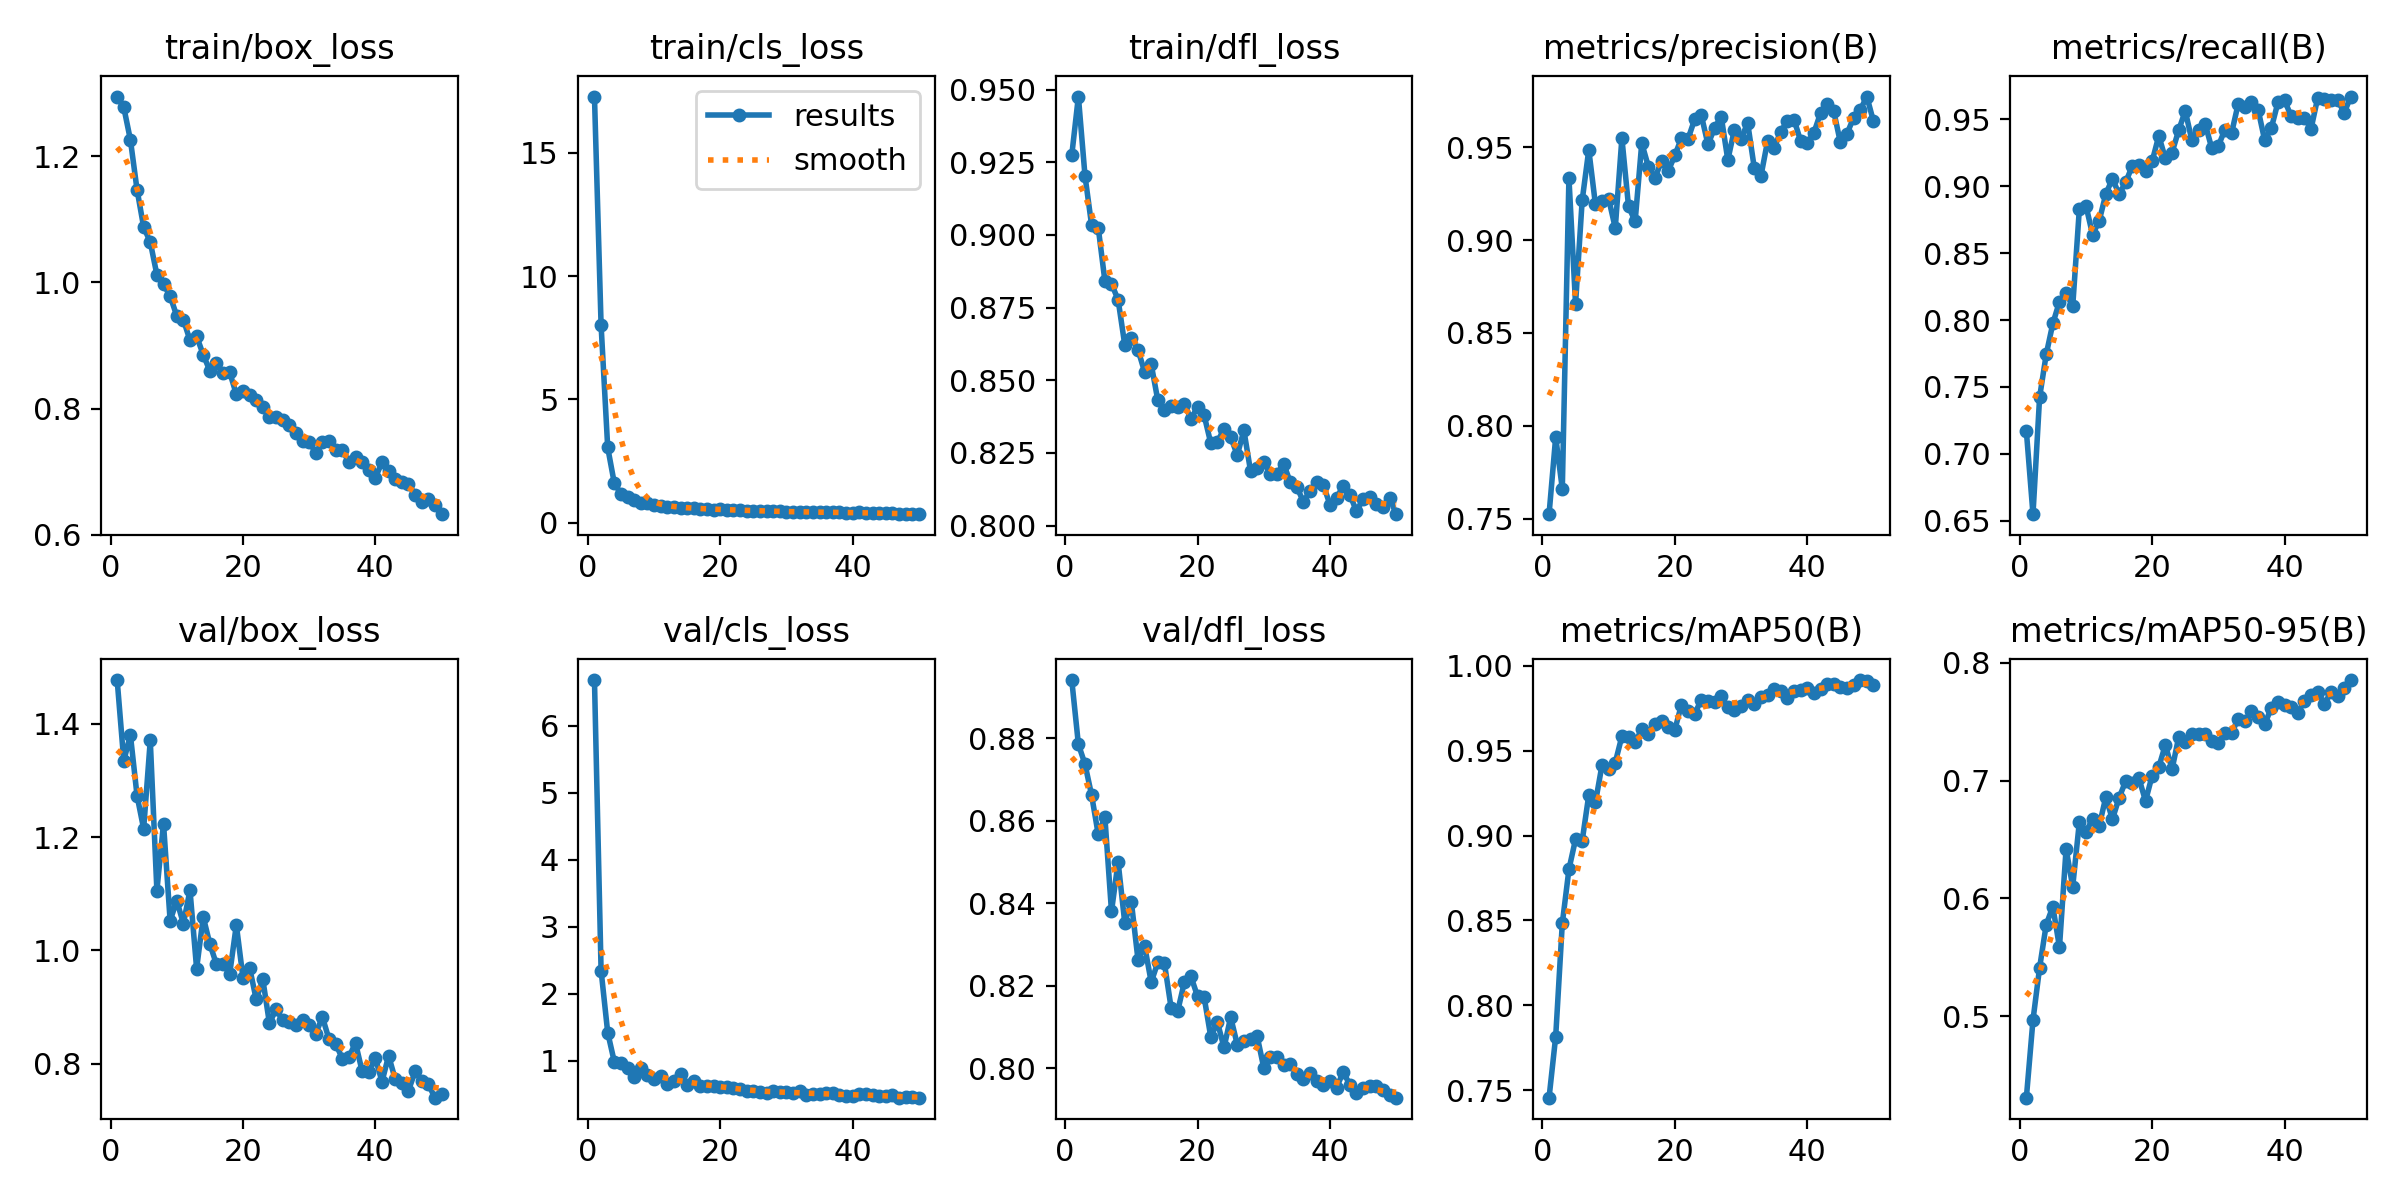 train/box_loss
1.2
1.0
0.8
0.6
0 20 40
train/cls_loss
results
smooth
15
10
5
0
0 20 40
train/dfl_loss
0.950
0.925
0.900
0.875
0.850
0.825
0.800
0 20 40
metrics/precision(B)
0.95
0.90
0.85
0.80
0.75
0 20 40
metrics/recall(B)
0.95
0.90
0.85
0.80
0.75
0.70
0.65
0 20 40
val/box_loss
1.4
1.2
1.0
0.8
0 20 40
val/cls_loss
6
5
4
3
2
1
0 20 40
val/dfl_loss
0.88
0.86
0.84
0.82
0.80
0 20 40
metrics/mAP50(B)
1.00
0.95
0.90
0.85
0.80
0.75
0 20 40
metrics/mAP50-95(B)
0.8
0.7
0.6
0.5
0 20 40